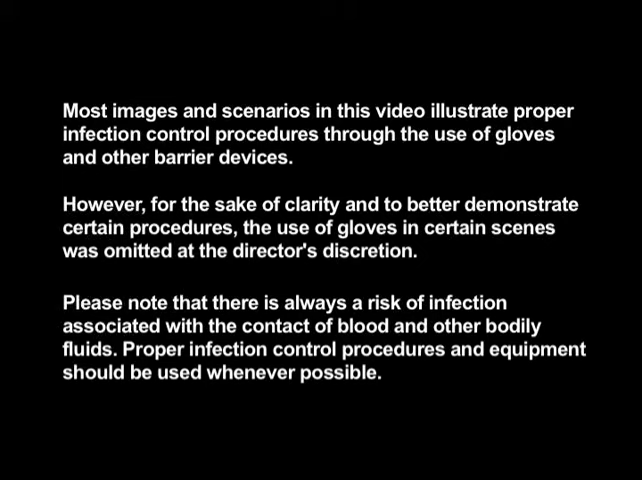 Most images and scenarios in this video illustrate proper
infection control procedures through the use of gloves
and other barrier devices.
However, for the sake of clarity and to better demonstrate
certain procedures, the use of gloves in certain scenes
was omitted at the director's discretion.
Please note that there is always a risk of infection
associated with the contact of blood and other bodily
fluids. Proper infection control procedures and equipment
should be used whenever possible.